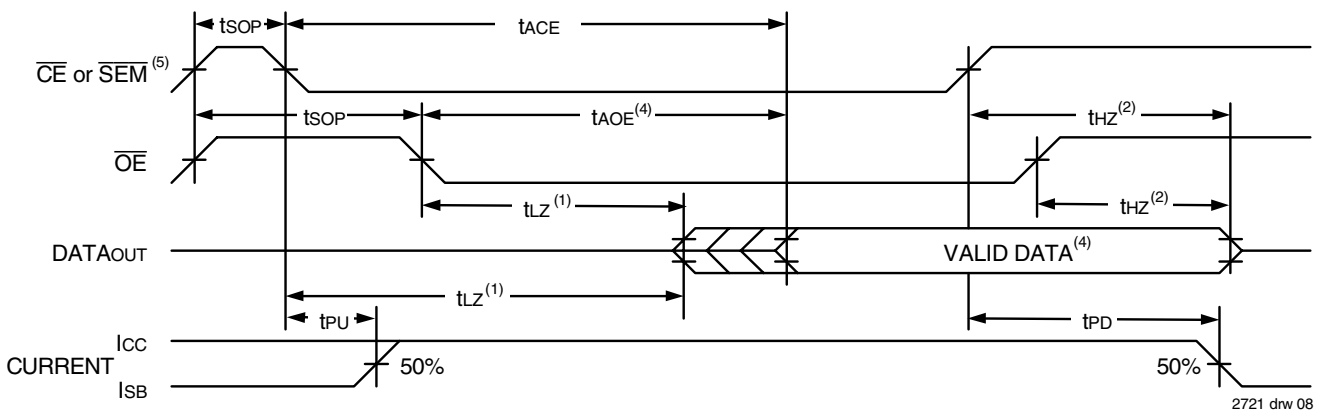 tSOP
tACE
CE or SEM(5)
tSOP
tAOE(4)
tHZ(2)
OE
tLZ(1)
tHZ(2)
DATAOUT
VALID DATA(4)
tLZ(1)
tPU
tPD
ICC
CURRENT
50%
50%
ISB
2721 drw 08